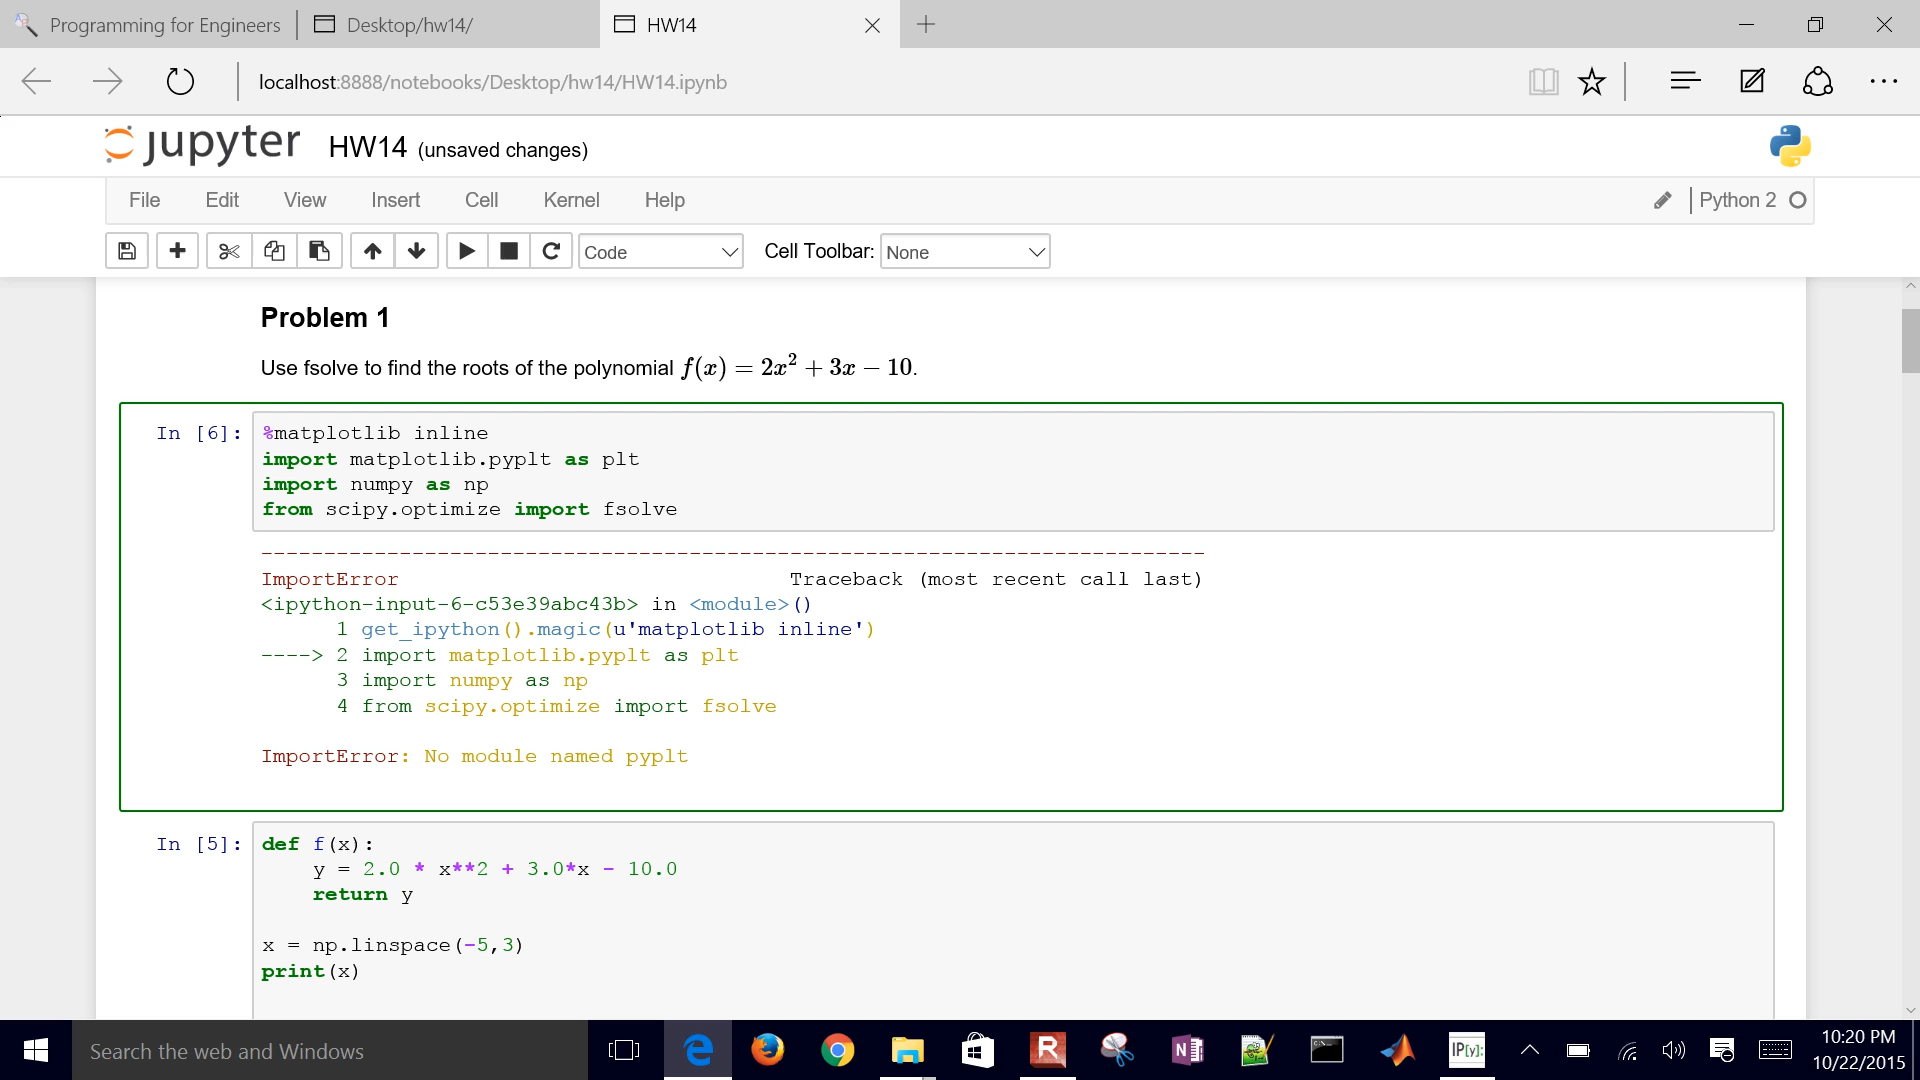 Programming for Engineers
Desktop/hw14/
HW14
localhost:8888/notebooks/Desktop/hw14/HW14.ipynb
jupyter HW14 (unsaved changes)
File Edit View Insert Cell Kernel Help Python 2
Code Cell Toolbar: None
Problem 1
Use fsolve to find the roots of the polynomial f(x) = 2x² + 3x − 10.
In [6]: %matplotlib inline
import matplotlib.pyplt as plt
import numpy as np
from scipy.optimize import fsolve
---------------------------------------------------------------------------
ImportError Traceback (most recent call last)
<ipython-input-6-c53e39abc43b> in <module>()
1 get_ipython().magic(u'matplotlib inline')
----> 2 import matplotlib.pyplt as plt
3 import numpy as np
4 from scipy.optimize import fsolve
ImportError: No module named pyplt
In [5]: def f(x):
y = 2.0 * x**2 + 3.0*x - 10.0
return y
x = np.linspace(-5,3)
print(x)
Search the web and Windows
IP[y]:
10:20 PM
10/22/2015